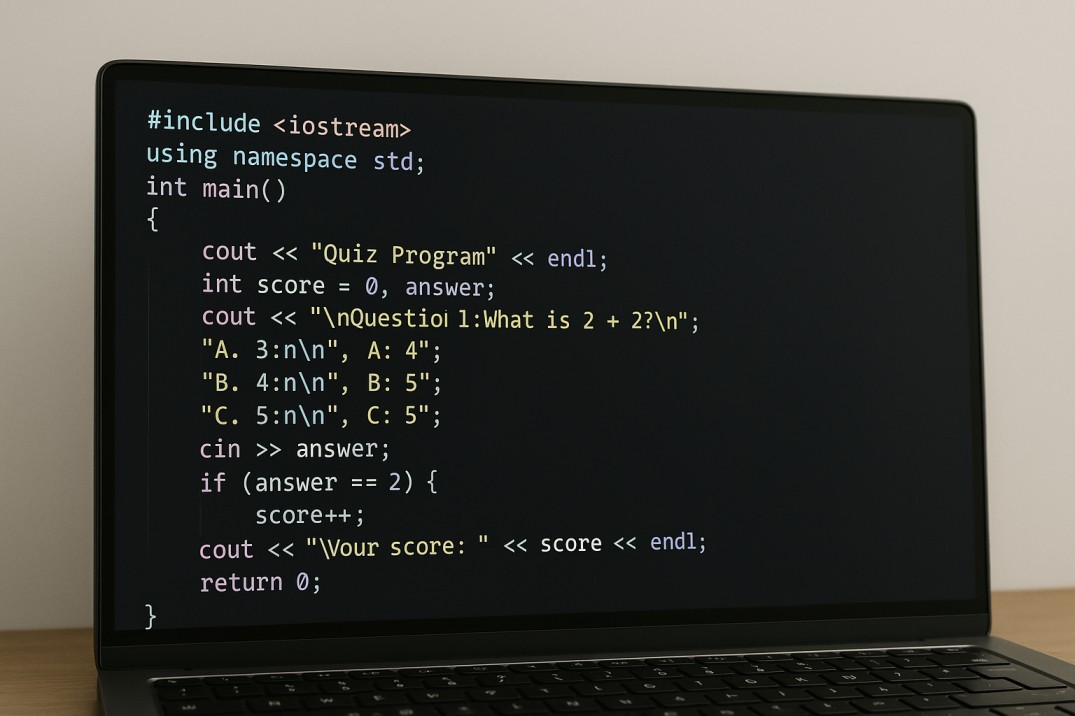 #include <iostream>
using namespace std;
int main()
{
cout << "Quiz Program" << endl;
int score = 0, answer;
cout << "\nQuestioı 1:What is 2 + 2?\n";
"A. 3:n\n", A: 4";
"B. 4:n\n", B: 5";
"C. 5:n\n", C: 5";
cin >> answer;
if (answer == 2) {
score++;
cout << "\Your score: " << score << endl;
return 0;
}